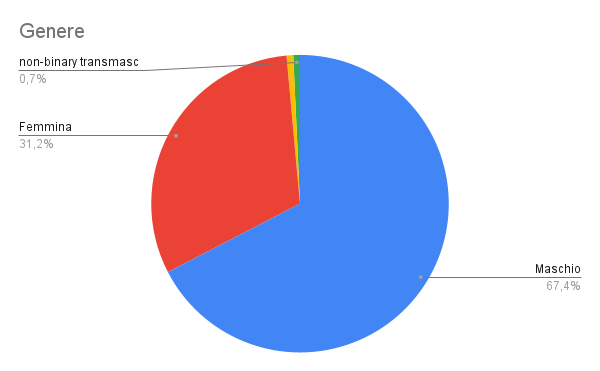 Genere
non-binary transmasc
0,7%
Femmina
31,2%
Maschio
67,4%